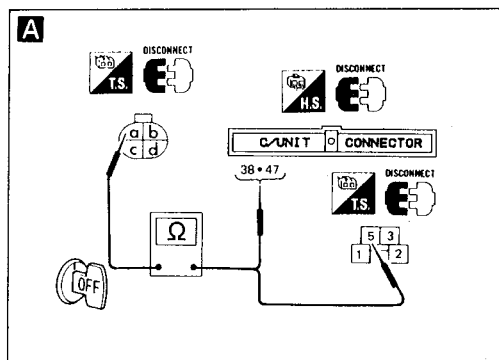 A
DISCONNECT
T.S.
DISCONNECT
H.S.
a b
c d
C/UNIT CONNECTOR
38 • 47
DISCONNECT
T.S.
Ω
5 3
1 2
OFF